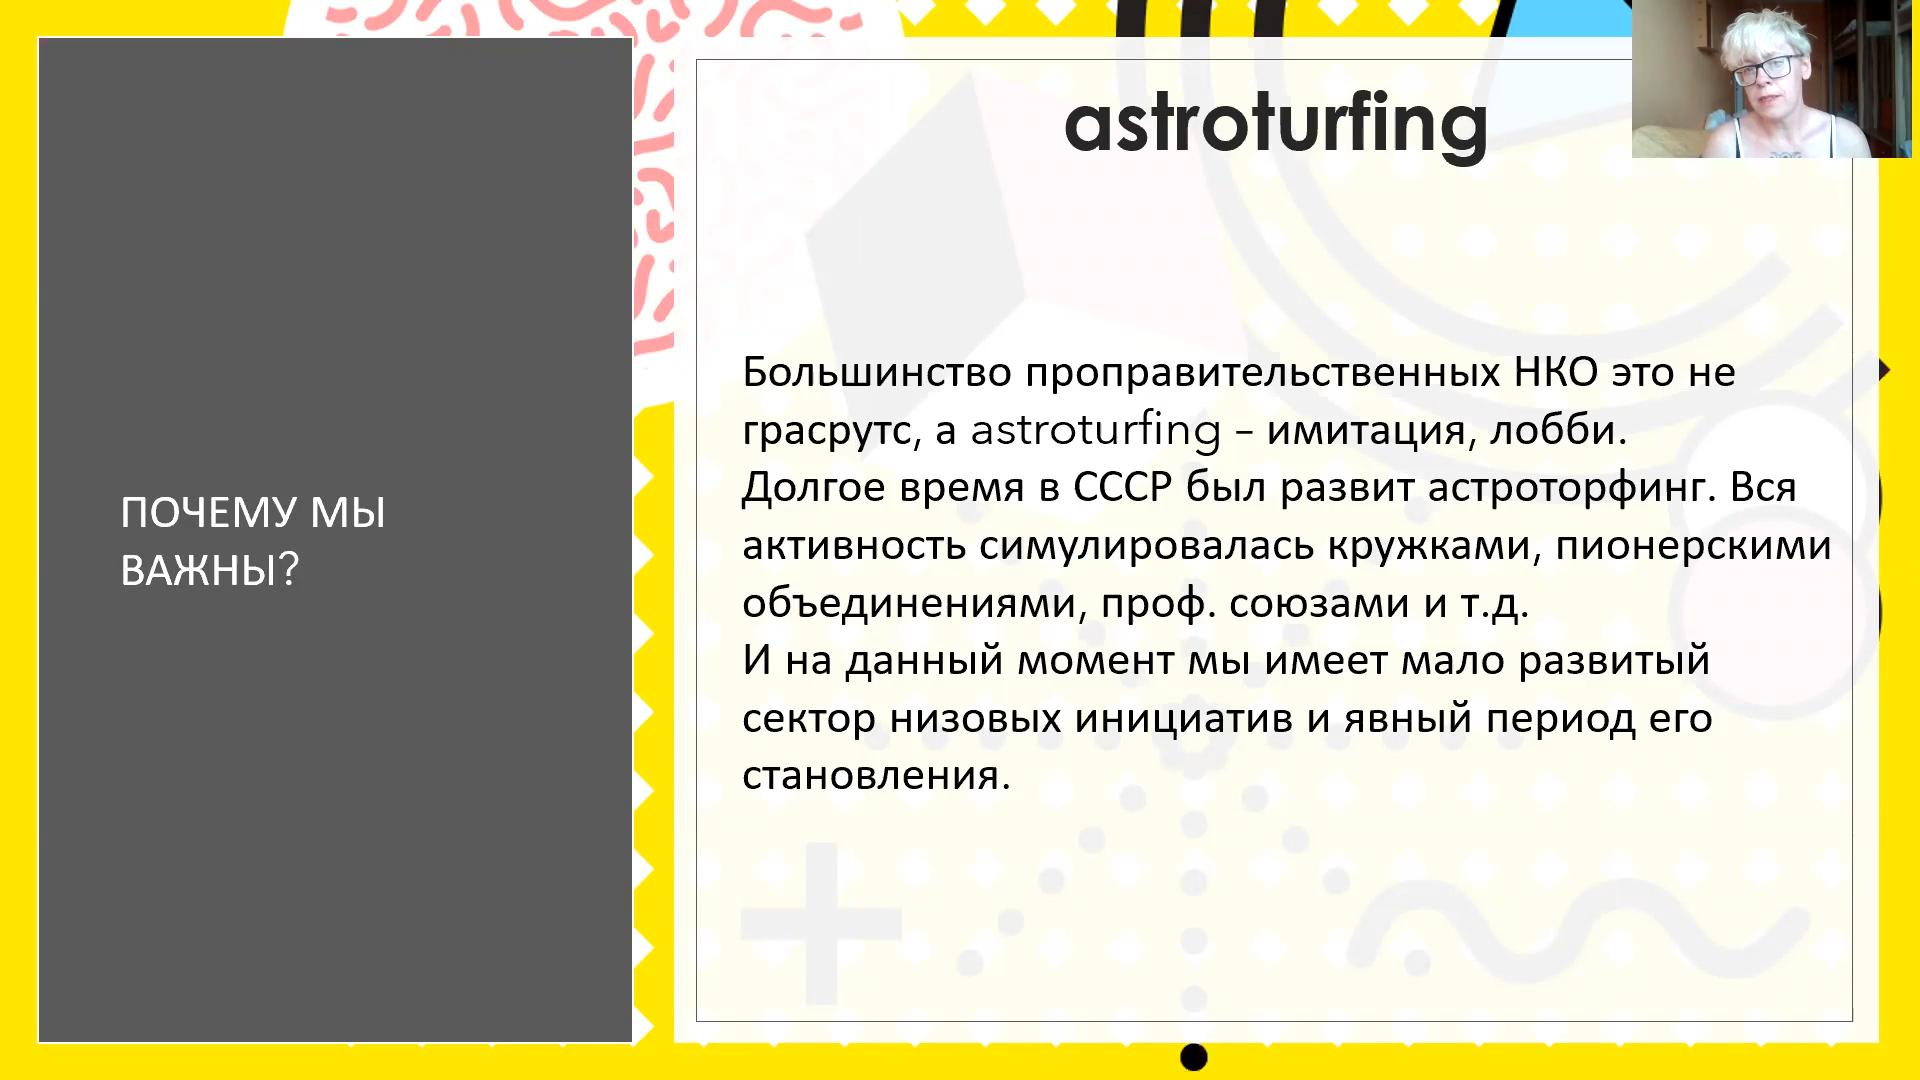 astroturfing
ПОЧЕМУ МЫ
ВАЖНЫ?
Большинство проправительственных НКО это не
грасрутс, а astroturfing – имитация, лобби.
Долгое время в СССР был развит астроторфинг. Вся
активность симулировалась кружками, пионерскими
объединениями, проф. союзами и т.д.
И на данный момент мы имеет мало развитый
сектор низовых инициатив и явный период его
становления.